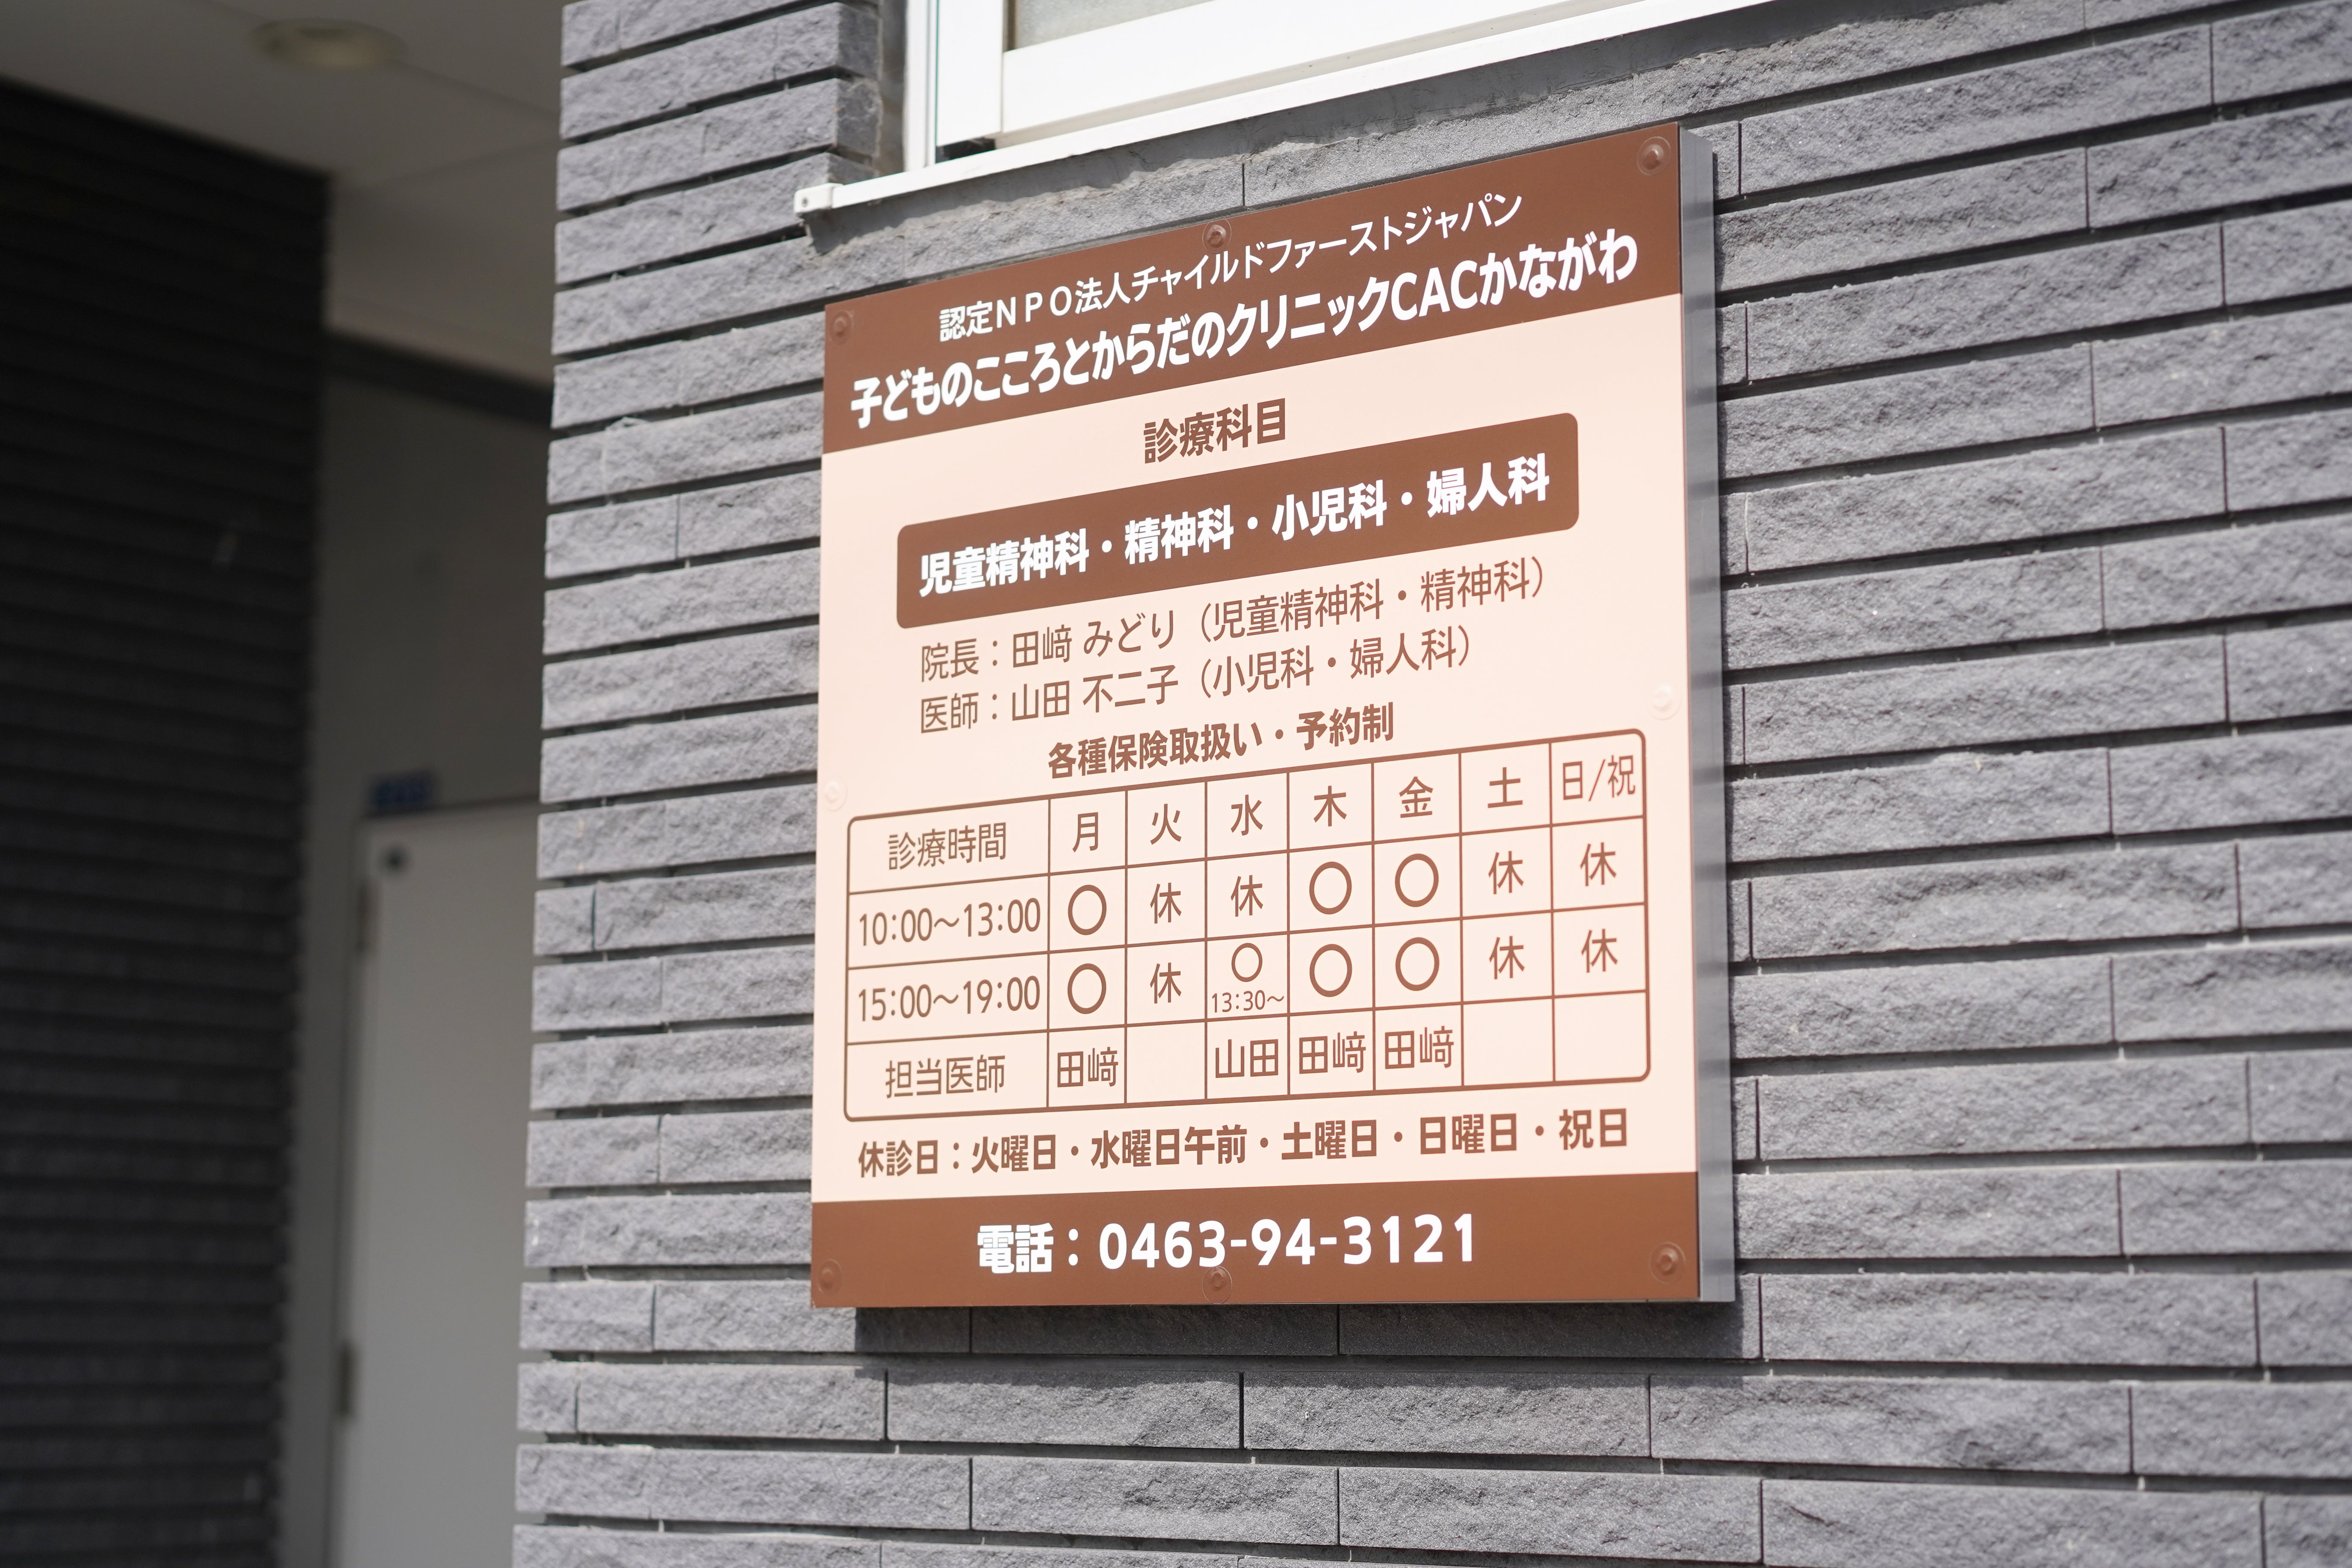 認定NPO法人チャイルドファーストジャパン
子どものこころとからだのクリニックCACかながわ
診療科目
児童精神科・精神科・小児科・婦人科
院長：田﨑 みどり（児童精神科・精神科）
医師：山田 不二子（小児科・婦人科）
各種保険取扱い・予約制
診療時間 月 火 水 木 金 土 日/祝
10:00〜13:00 〇 休 休 〇 〇 休 休
15:00〜19:00 〇 休 〇 13:30〜 〇 〇 休 休
担当医師 田﨑 山田 田﨑 田﨑
休診日：火曜日・水曜日午前・土曜日・日曜日・祝日
電話：0463-94-3121